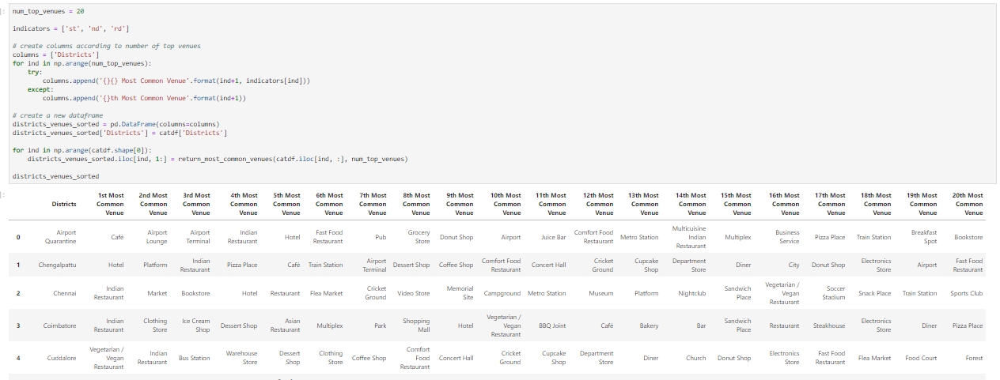 num_top_venues = 20
indicators = ['st', 'nd', 'rd']
# create columns according to number of top venues
columns = ['Districts']
for ind in np.arange(num_top_venues):
    try:
        columns.append('{}{} Most Common Venue'.format(ind+1, indicators[ind]))
    except:
        columns.append('{}th Most Common Venue'.format(ind+1))
# create a new dataframe
districts_venues_sorted = pd.DataFrame(columns=columns)
districts_venues_sorted['Districts'] = catdf['Districts']
for ind in np.arange(catdf.shape[0]):
    districts_venues_sorted.iloc[ind, 1:] = return_most_common_venues(catdf.iloc[ind, :], num_top_venues)
districts_venues_sorted
Districts 1st Most Common Venue 2nd Most Common Venue 3rd Most Common Venue 4th Most Common Venue 5th Most Common Venue 6th Most Common Venue 7th Most Common Venue 8th Most Common Venue 9th Most Common Venue 10th Most Common Venue 11th Most Common Venue 12th Most Common Venue 13th Most Common Venue 14th Most Common Venue 15th Most Common Venue 16th Most Common Venue 17th Most Common Venue 18th Most Common Venue 19th Most Common Venue 20th Most Common Venue
0 Airport Quarantine Café Airport Lounge Airport Terminal Indian Restaurant Hotel Fast Food Restaurant Pub Grocery Store Donut Shop Airport Juice Bar Comfort Food Restaurant Metro Station Multicuisine Indian Restaurant Multiplex Business Service Pizza Place Train Station Breakfast Spot Bookstore
1 Chengalpattu Hotel Platform Indian Restaurant Pizza Place Café Train Station Airport Terminal Dessert Shop Coffee Shop Comfort Food Restaurant Concert Hall Cricket Ground Cupcake Shop Department Store Diner City Donut Shop Electronics Store Airport Fast Food Restaurant
2 Chennai Indian Restaurant Market Bookstore Hotel Restaurant Flea Market Cricket Ground Video Store Memorial Site Campground Metro Station Museum Platform Nightclub Sandwich Place Vegetarian / Vegan Restaurant Soccer Stadium Snack Place Train Station Sports Club
3 Coimbatore Indian Restaurant Clothing Store Ice Cream Shop Dessert Shop Asian Restaurant Multiplex Park Shopping Mall Hotel Vegetarian / Vegan Restaurant BBQ Joint Café Bakery Bar Sandwich Place Restaurant Steakhouse Electronics Store Diner Pizza Place
4 Cuddalore Vegetarian / Vegan Restaurant Indian Restaurant Bus Station Warehouse Store Dessert Shop Clothing Store Coffee Shop Comfort Food Restaurant Concert Hall Cricket Ground Cupcake Shop Department Store Diner Church Donut Shop Electronics Store Fast Food Restaurant Flea Market Food Court Forest